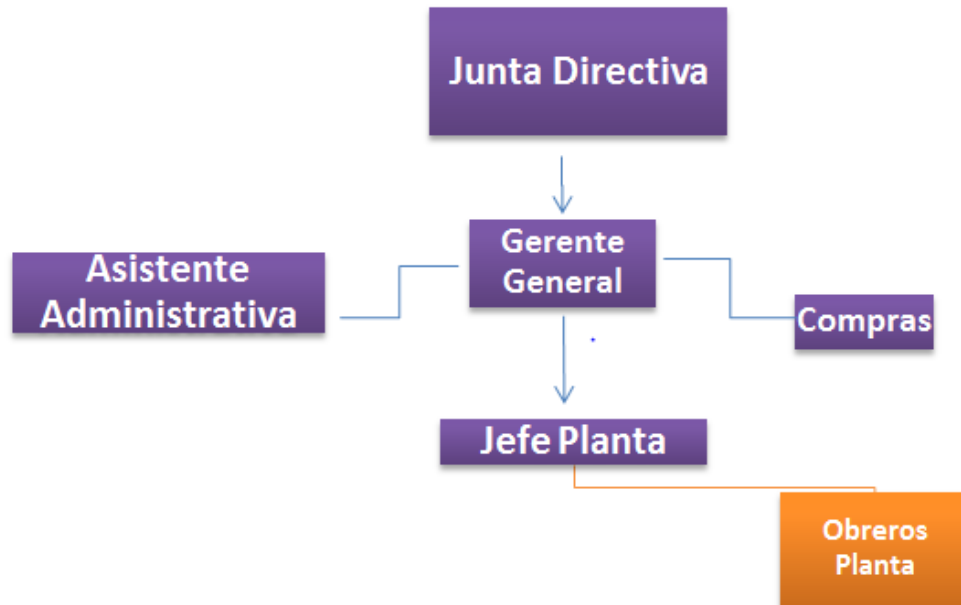 Junta Directiva
Gerente
General
Asistente
Administrativa
Compras
Jefe Planta
Obreros
Planta